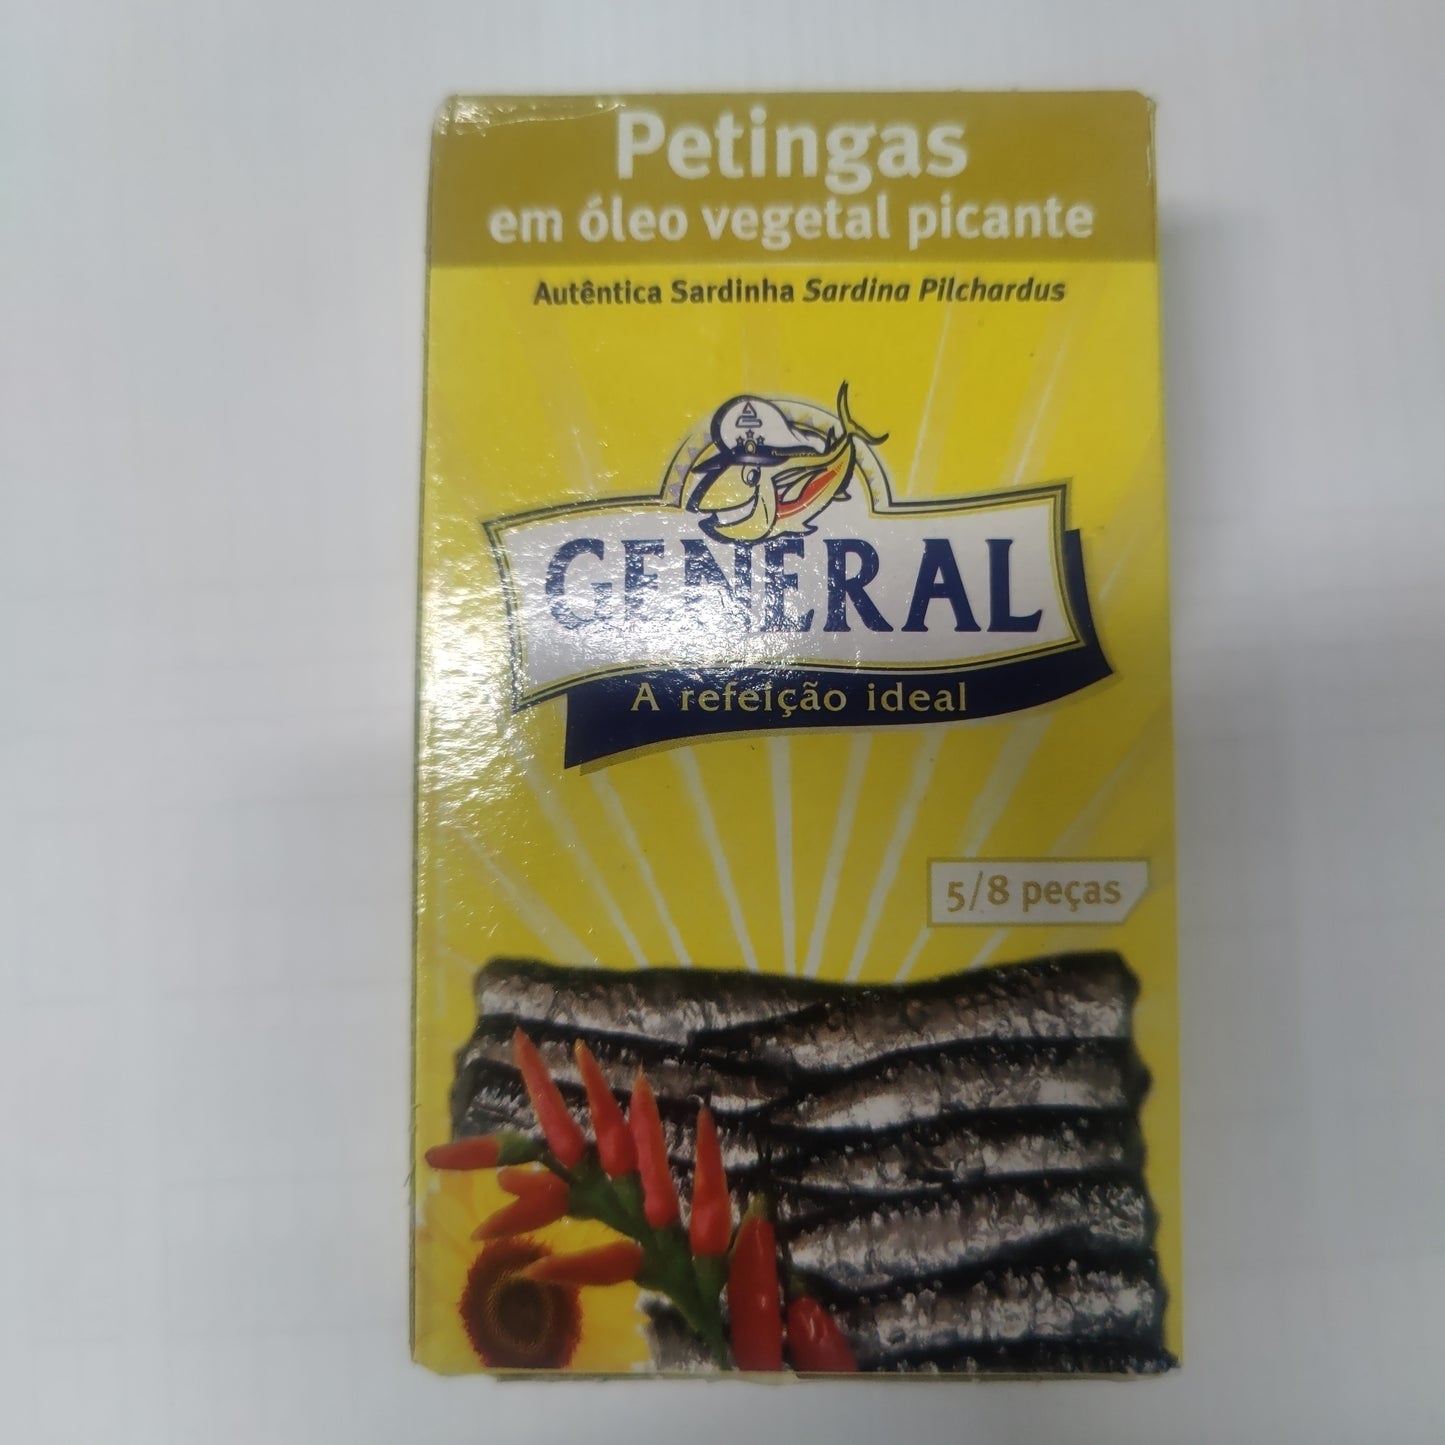 Petingas
em óleo vegetal picante
Autêntica Sardinha Sardina Pilchardus
GENERAL
A refeição ideal
5/8 peças